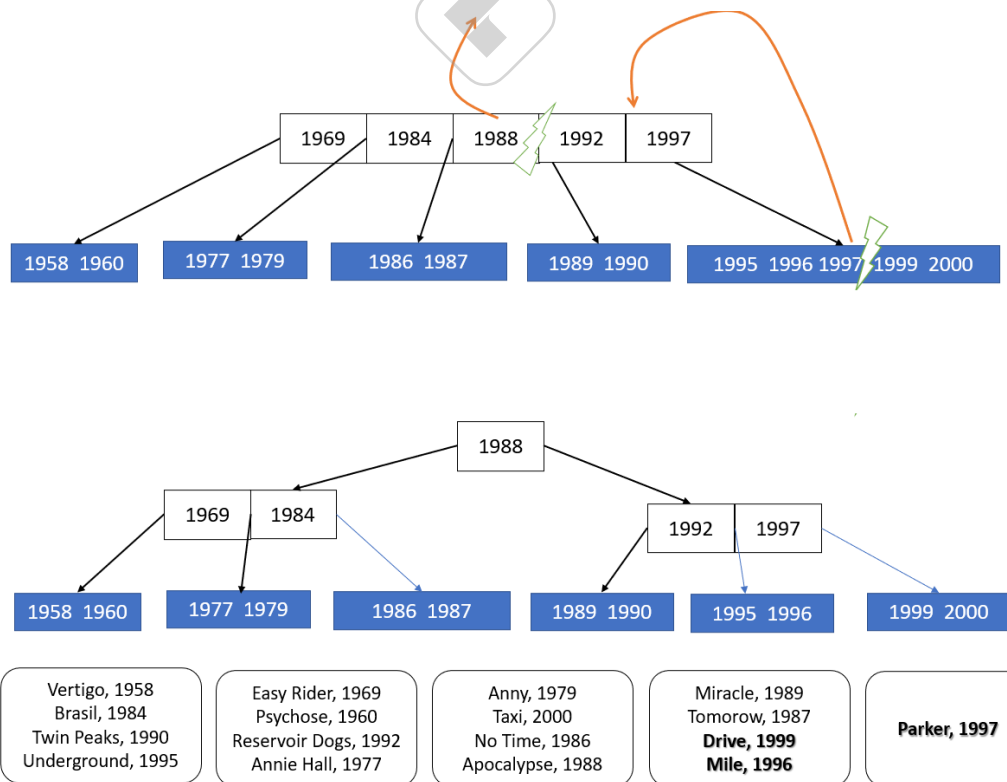 1969 1984 1988 1992 1997
1958 1960 1977 1979 1986 1987 1989 1990 1995 1996 1997 1999 2000
1988
1969 1984 1992 1997
1958 1960 1977 1979 1986 1987 1989 1990 1995 1996 1999 2000
Vertigo, 1958
Brasil, 1984
Twin Peaks, 1990
Underground, 1995
Easy Rider, 1969
Psychose, 1960
Reservoir Dogs, 1992
Annie Hall, 1977
Anny, 1979
Taxi, 2000
No Time, 1986
Apocalypse, 1988
Miracle, 1989
Tomorow, 1987
Drive, 1999
Mile, 1996
Parker, 1997